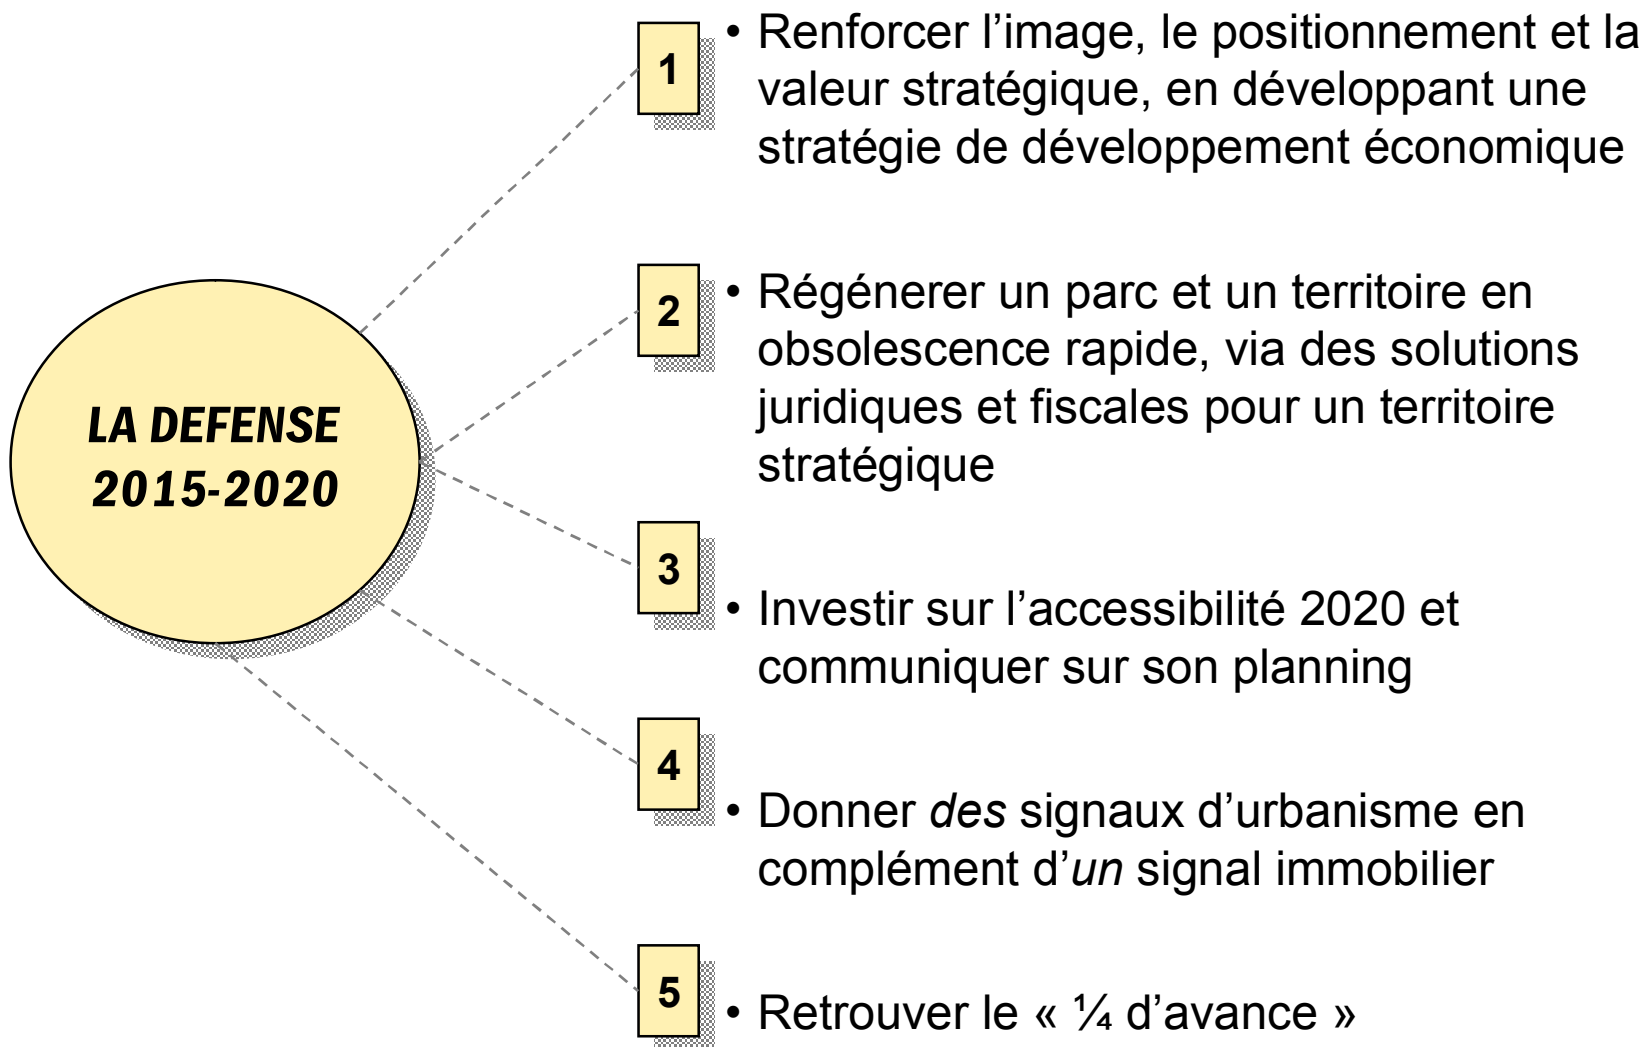 1
• Renforcer l’image, le positionnement et la
valeur stratégique, en développant une
stratégie de développement économique
2
• Régénerer un parc et un territoire en
obsolescence rapide, via des solutions
juridiques et fiscales pour un territoire
stratégique
LA DEFENSE
2015-2020
3
• Investir sur l’accessibilité 2020 et
communiquer sur son planning
4
• Donner des signaux d’urbanisme en
complément d’un signal immobilier
5
• Retrouver le « ¼ d’avance »